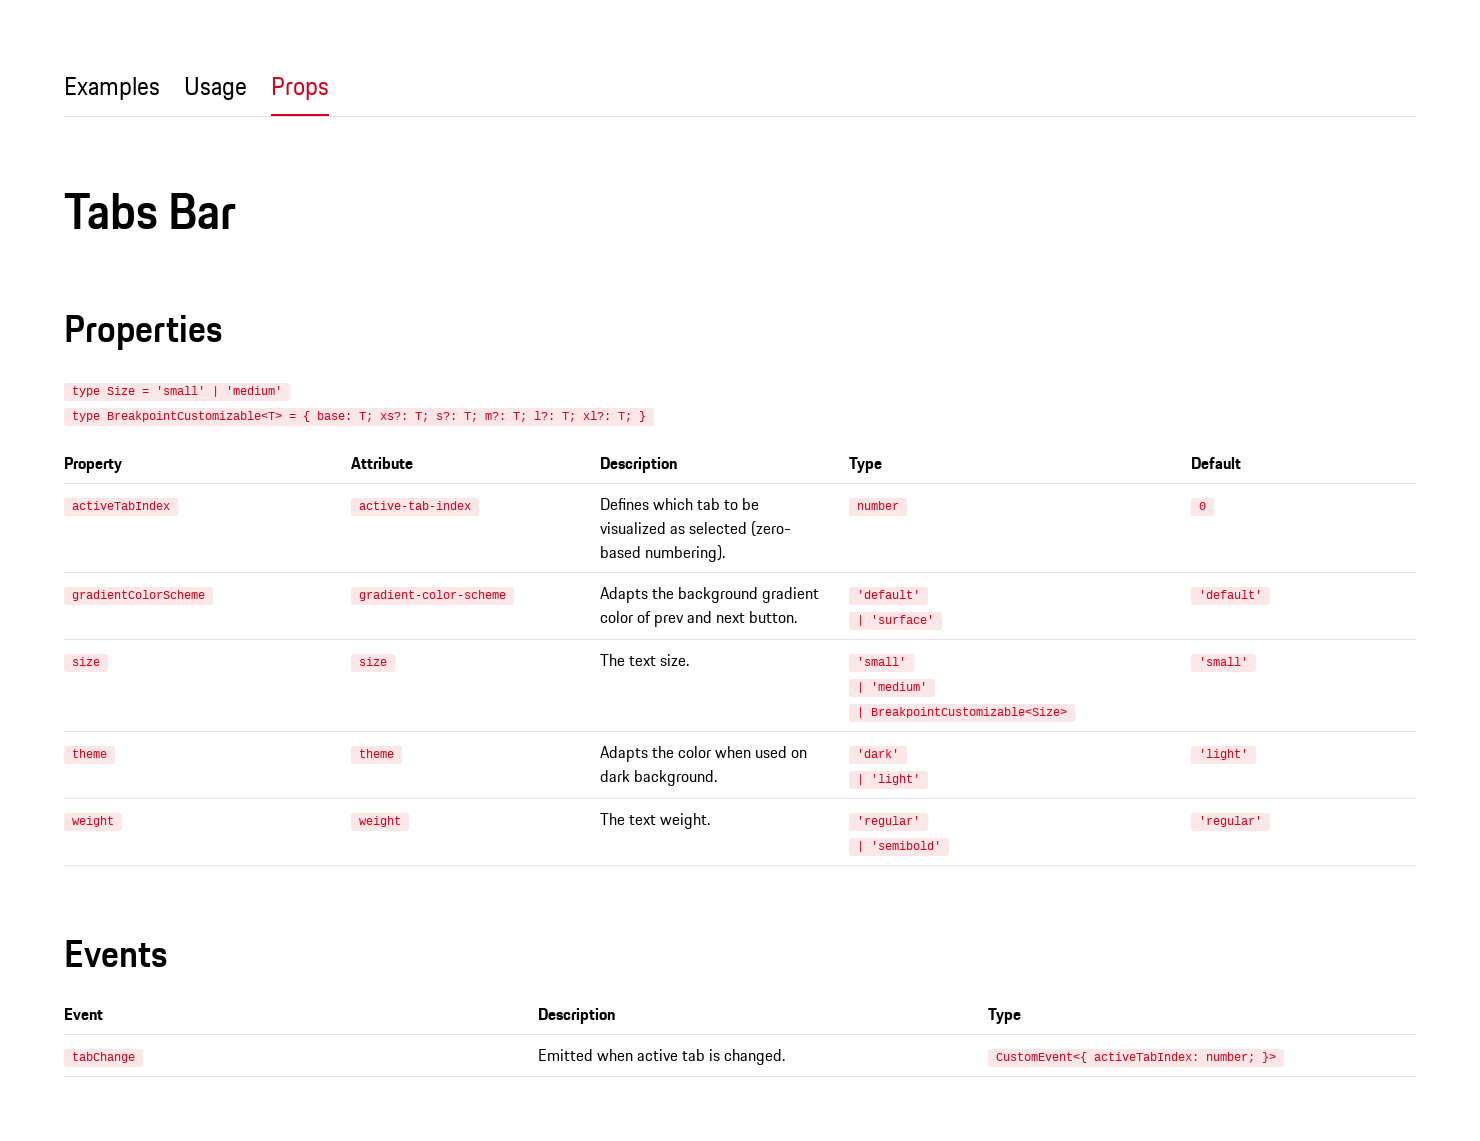 Examples Usage Props
Tabs Bar
Properties
type Size = 'small' | 'medium'
type BreakpointCustomizable<T> = { base: T; xs?: T; s?: T; m?: T; l?: T; xl?: T; }
Property Attribute Description Type Default
activeTabIndex active-tab-index Defines which tab to be number 0
visualized as selected (zero-
based numbering).
gradientColorScheme gradient-color-scheme Adapts the background gradient 'default' 'default'
color of prev and next button. | 'surface'
size size The text size. 'small' 'small'
| 'medium'
| BreakpointCustomizable<Size>
theme theme Adapts the color when used on 'dark' 'light'
dark background. | 'light'
weight weight The text weight. 'regular' 'regular'
| 'semibold'
Events
Event Description Type
tabChange Emitted when active tab is changed. CustomEvent<{ activeTabIndex: number; }>